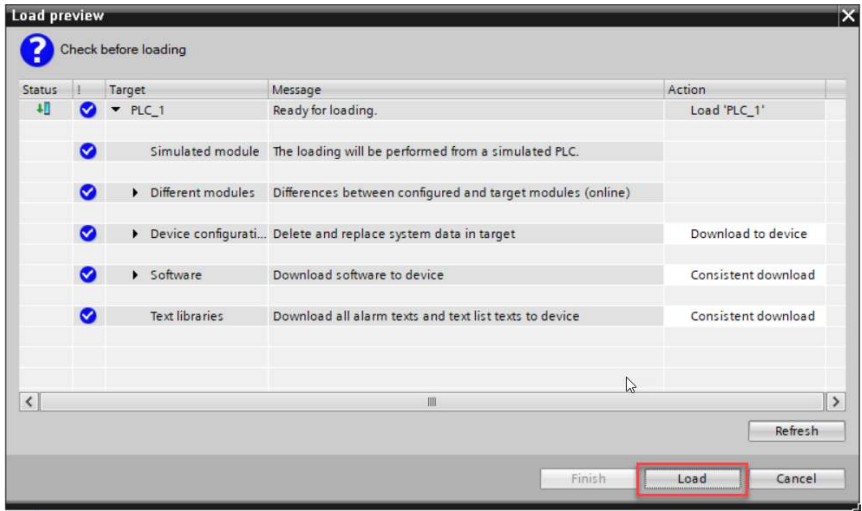 Load preview
?
Check before loading
Status ! Target Message Action
PLC_1 Ready for loading. Load 'PLC_1'
Simulated module The loading will be performed from a simulated PLC.
Different modules Differences between configured and target modules (online)
Device configurati... Delete and replace system data in target Download to device
Software Download software to device Consistent download
Text libraries Download all alarm texts and text list texts to device Consistent download
Refresh
Finish Load Cancel